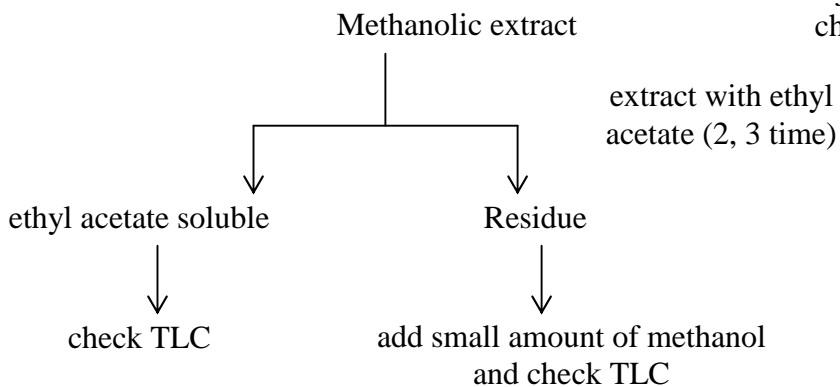 Methanolic extract
extract with ethyl
acetate (2, 3 time)
ethyl acetate soluble
Residue
check TLC
add small amount of methanol
and check TLC